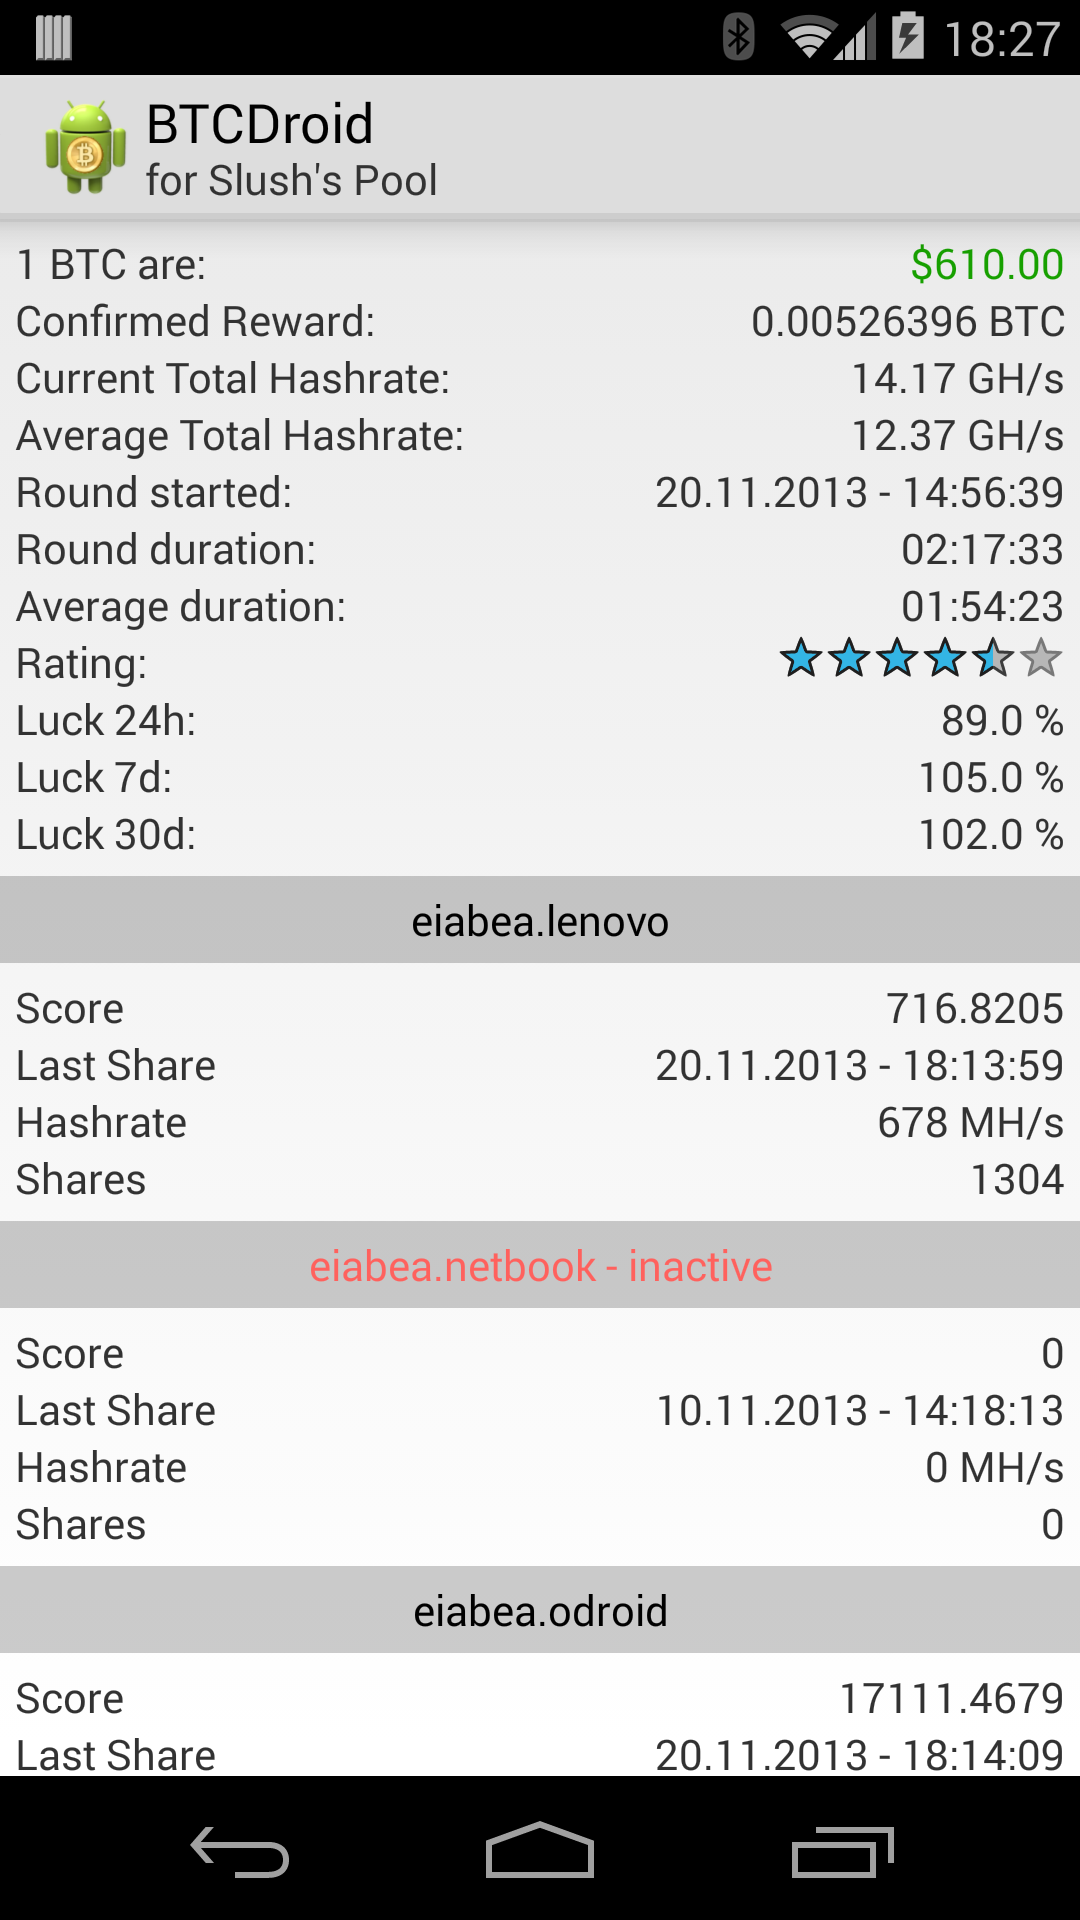 18:27
BTCDroid
for Slush's Pool
1 BTC are: $610.00
Confirmed Reward: 0.00526396 BTC
Current Total Hashrate: 14.17 GH/s
Average Total Hashrate: 12.37 GH/s
Round started: 20.11.2013 - 14:56:39
Round duration: 02:17:33
Average duration: 01:54:23
Rating:
Luck 24h: 89.0 %
Luck 7d: 105.0 %
Luck 30d: 102.0 %
eiabea.lenovo
Score 716.8205
Last Share 20.11.2013 - 18:13:59
Hashrate 678 MH/s
Shares 1304
eiabea.netbook - inactive
Score 0
Last Share 10.11.2013 - 14:18:13
Hashrate 0 MH/s
Shares 0
eiabea.odroid
Score 17111.4679
Last Share 20.11.2013 - 18:14:09